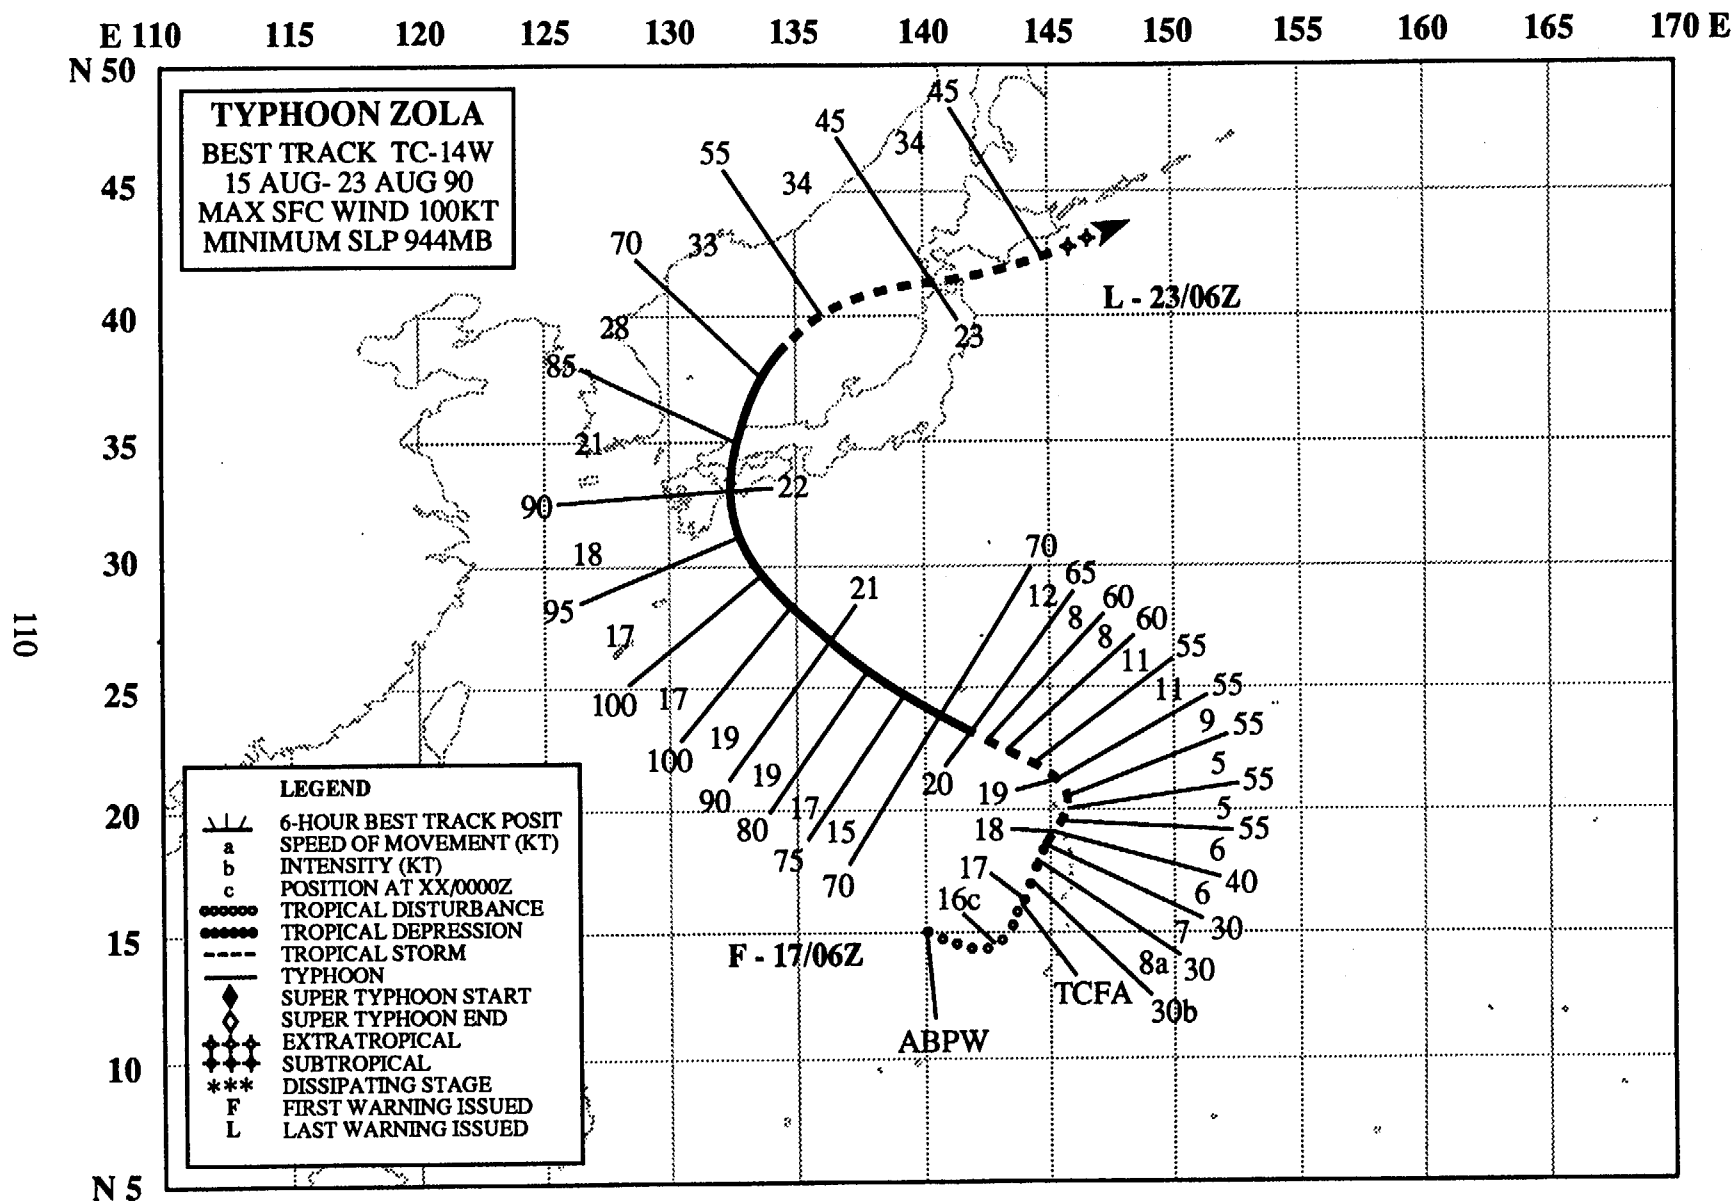 E 110 115 120 125 130 135 140 145 150 155 160 165 170 E
N 50
45
40
35
30
25
20
15
10
N 5
110
TYPHOON ZOLA
BEST TRACK TC-14W
15 AUG- 23 AUG 90
MAX SFC WIND 100KT
MINIMUM SLP 944MB
45
45
34
55
34
70
33
L - 23/06Z
28
23
85
21
22
90
18
70
65
95
21
12
60
17
8
60
8
55
11
100
17
11
55
9
55
100
19
5
55
19
20
90
19
17
5
55
80
15
18
6
75
40
70
17
6
16c
7
30
F - 17/06Z
8a
30
TCFA
30b
ABPW
LEGEND
6-HOUR BEST TRACK POSIT
a SPEED OF MOVEMENT (KT)
b INTENSITY (KT)
c POSITION AT XX/0000Z
TROPICAL DISTURBANCE
TROPICAL DEPRESSION
TROPICAL STORM
TYPHOON
SUPER TYPHOON START
SUPER TYPHOON END
EXTRATROPICAL
SUBTROPICAL
*** DISSIPATING STAGE
F FIRST WARNING ISSUED
L LAST WARNING ISSUED